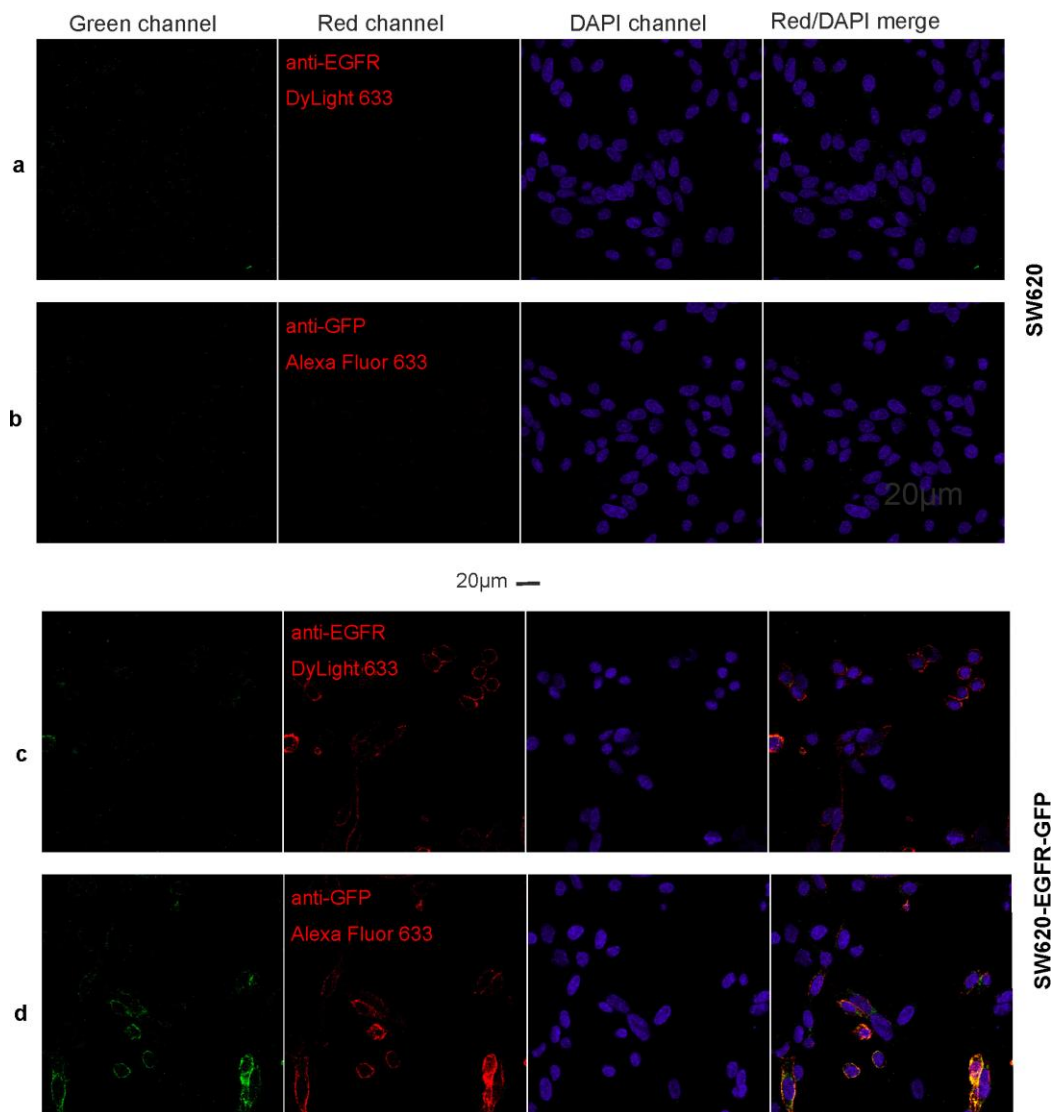 Green channel
Red channel
DAPI channel
Red/DAPI merge
a
anti-EGFR
DyLight 633
SW620
b
anti-GFP
Alexa Fluor 633
20µm
20µm
c
anti-EGFR
DyLight 633
SW620-EGFR-GFP
d
anti-GFP
Alexa Fluor 633